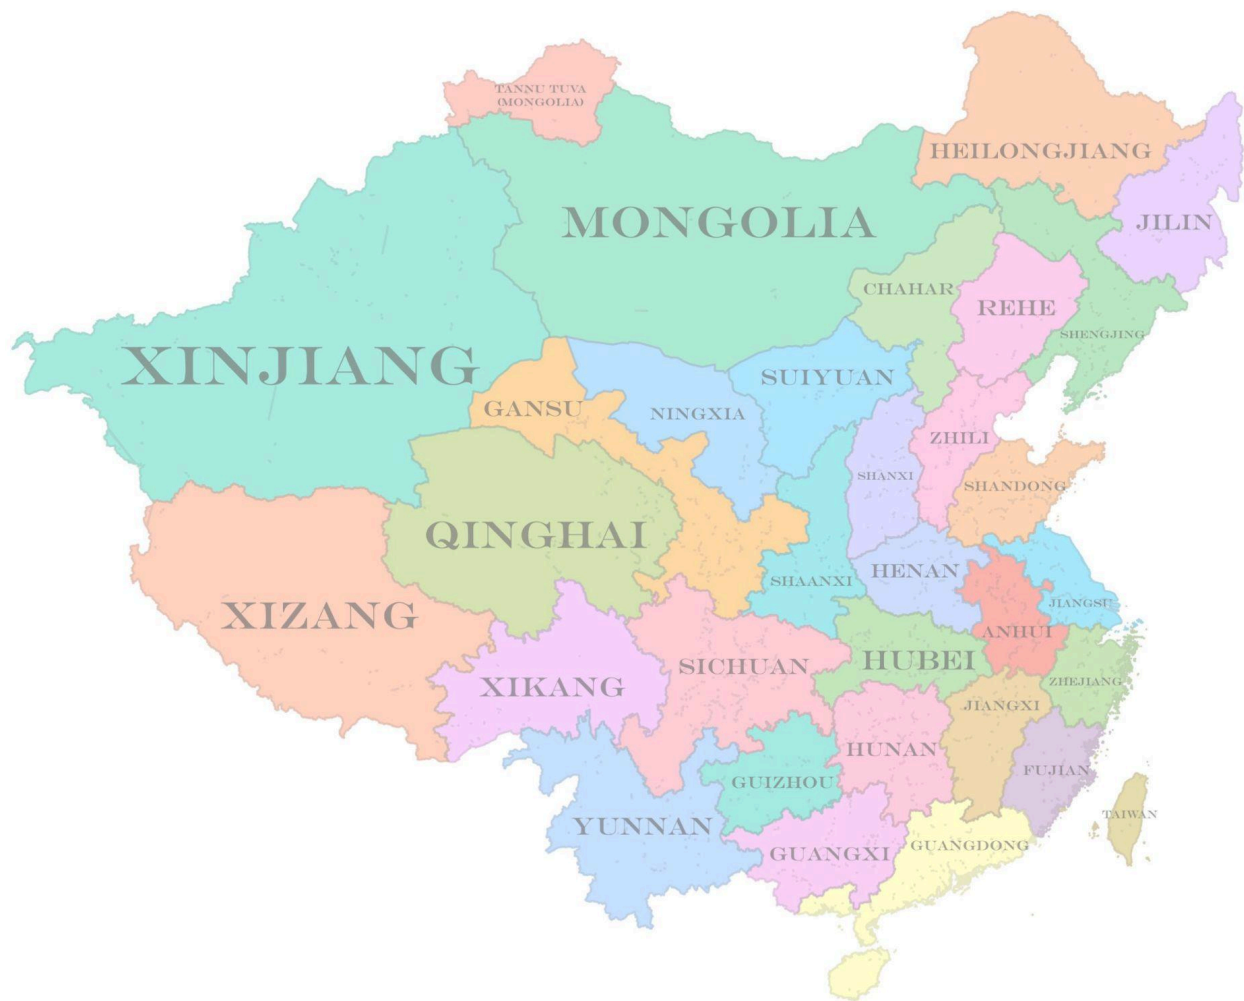 TANNU TUVA
(MONGOLIA)
HEILONGJIANG
MONGOLIA
JILIN
CHAHAR
REHE
SHENGJING
XINJIANG
SUIYUAN
GANSU
NINGXIA
ZHILI
SHANXI
SHANDONG
QINGHAI
HENAN
SHAANXI
JIANGSU
XIZANG
ANHUI
HUBEI
SICHUAN
XIKANG
ZHEJIANG
JIANGXI
HUNAN
FUJIAN
GUIZHOU
TAIWAN
YUNNAN
GUANGDONG
GUANGXI